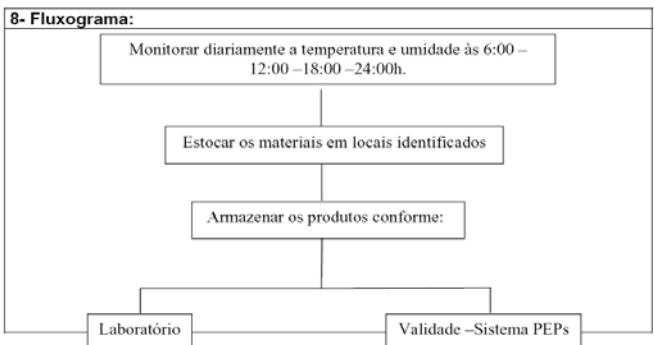 8- Fluxograma:
Monitorar diariamente a temperatura e umidade às 6:00 –
12:00 –18:00 –24:00h.
Estocar os materiais em locais identificados
Armazenar os produtos conforme:
Laboratório
Validade –Sistema PEPs